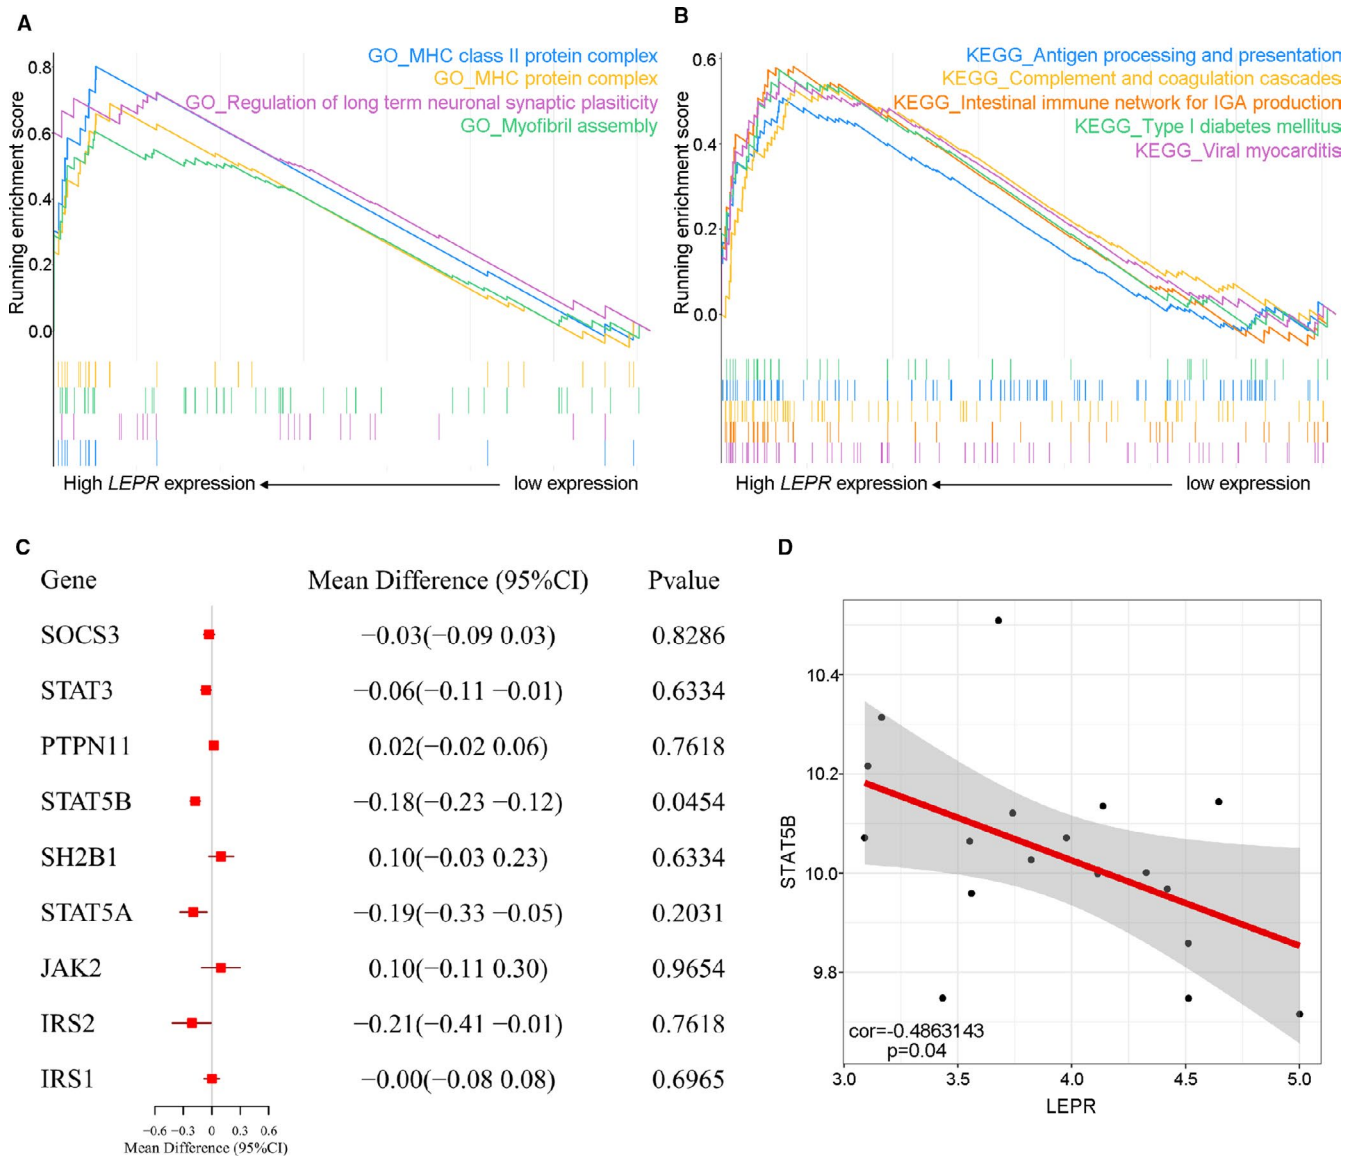 A
GO_MHC class II protein complex
GO_MHC protein complex
GO_Regulation of long term neuronal synaptic plasiticity
GO_Myofibril assembly
Running enrichment score
0.8
0.6
0.4
0.2
0.0
High LEPR expression
low expression
B
KEGG_Antigen processing and presentation
KEGG_Complement and coagulation cascades
KEGG_Intestinal immune network for IGA production
KEGG_Type I diabetes mellitus
KEGG_Viral myocarditis
Running enrichment score
0.6
0.4
0.2
0.0
High LEPR expression
low expression
C
Gene Mean Difference (95%CI) Pvalue
SOCS3 −0.03(−0.09 0.03) 0.8286
STAT3 −0.06(−0.11 −0.01) 0.6334
PTPN11 0.02(−0.02 0.06) 0.7618
STAT5B −0.18(−0.23 −0.12) 0.0454
SH2B1 0.10(−0.03 0.23) 0.6334
STAT5A −0.19(−0.33 −0.05) 0.2031
JAK2 0.10(−0.11 0.30) 0.9654
IRS2 −0.21(−0.41 −0.01) 0.7618
IRS1 −0.00(−0.08 0.08) 0.6965
−0.6 −0.3 0 0.3 0.6
Mean Difference (95%CI)
D
STAT5B
10.4
10.2
10.0
9.8
cor=-0.4863143
p=0.04
3.0 3.5 4.0 4.5 5.0
LEPR